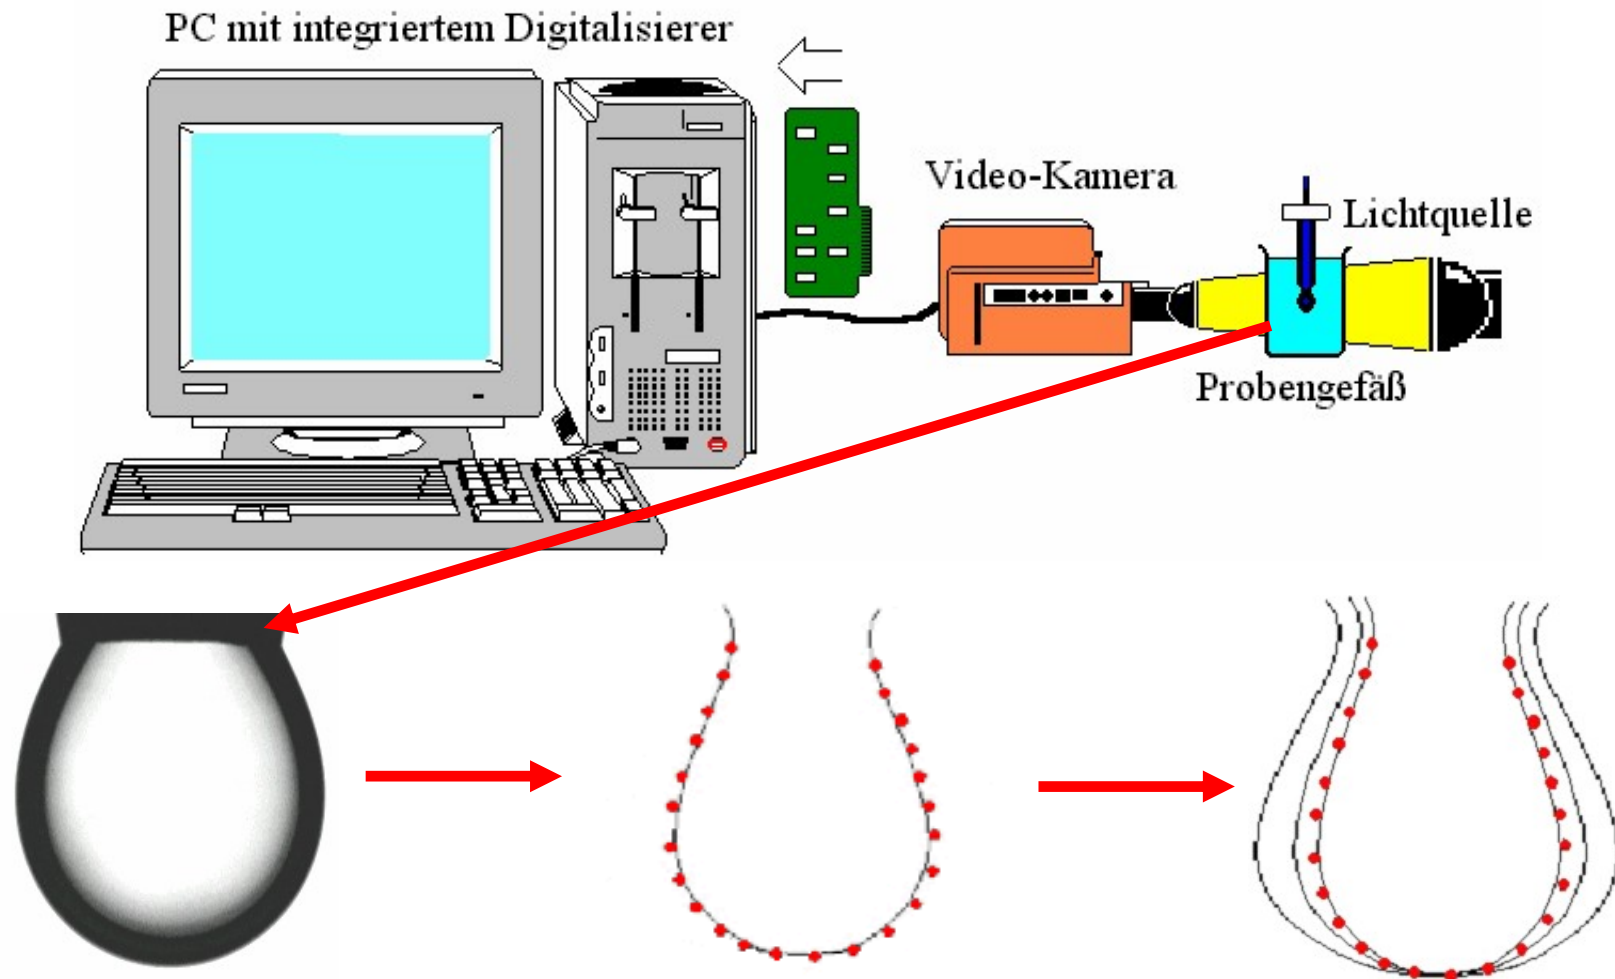 PC mit integriertem Digitalisierer
Video-Kamera
Lichtquelle
Probengefäß